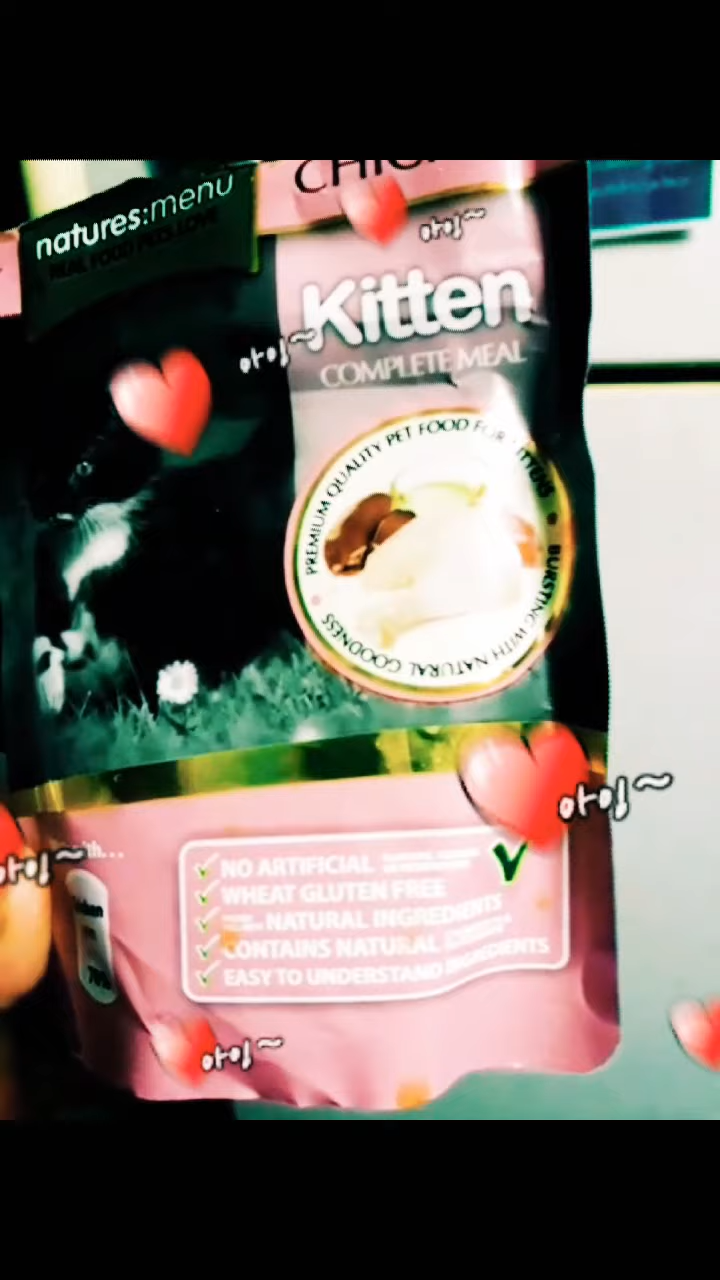 natures:menu
REAL FOOD PETS LOVE
아잉~
Kitten
아잉~
COMPLETE MEAL
PREMIUM QUALITY PET FOOD FOR KITTENS • BURSTING WITH NATURAL GOODNESS
아잉~
아잉~
NO ARTIFICIAL
WHEAT GLUTEN FREE
NATURAL INGREDIENTS
CONTAINS NATURAL
EASY TO UNDERSTAND INGREDIENTS
70%
아잉~